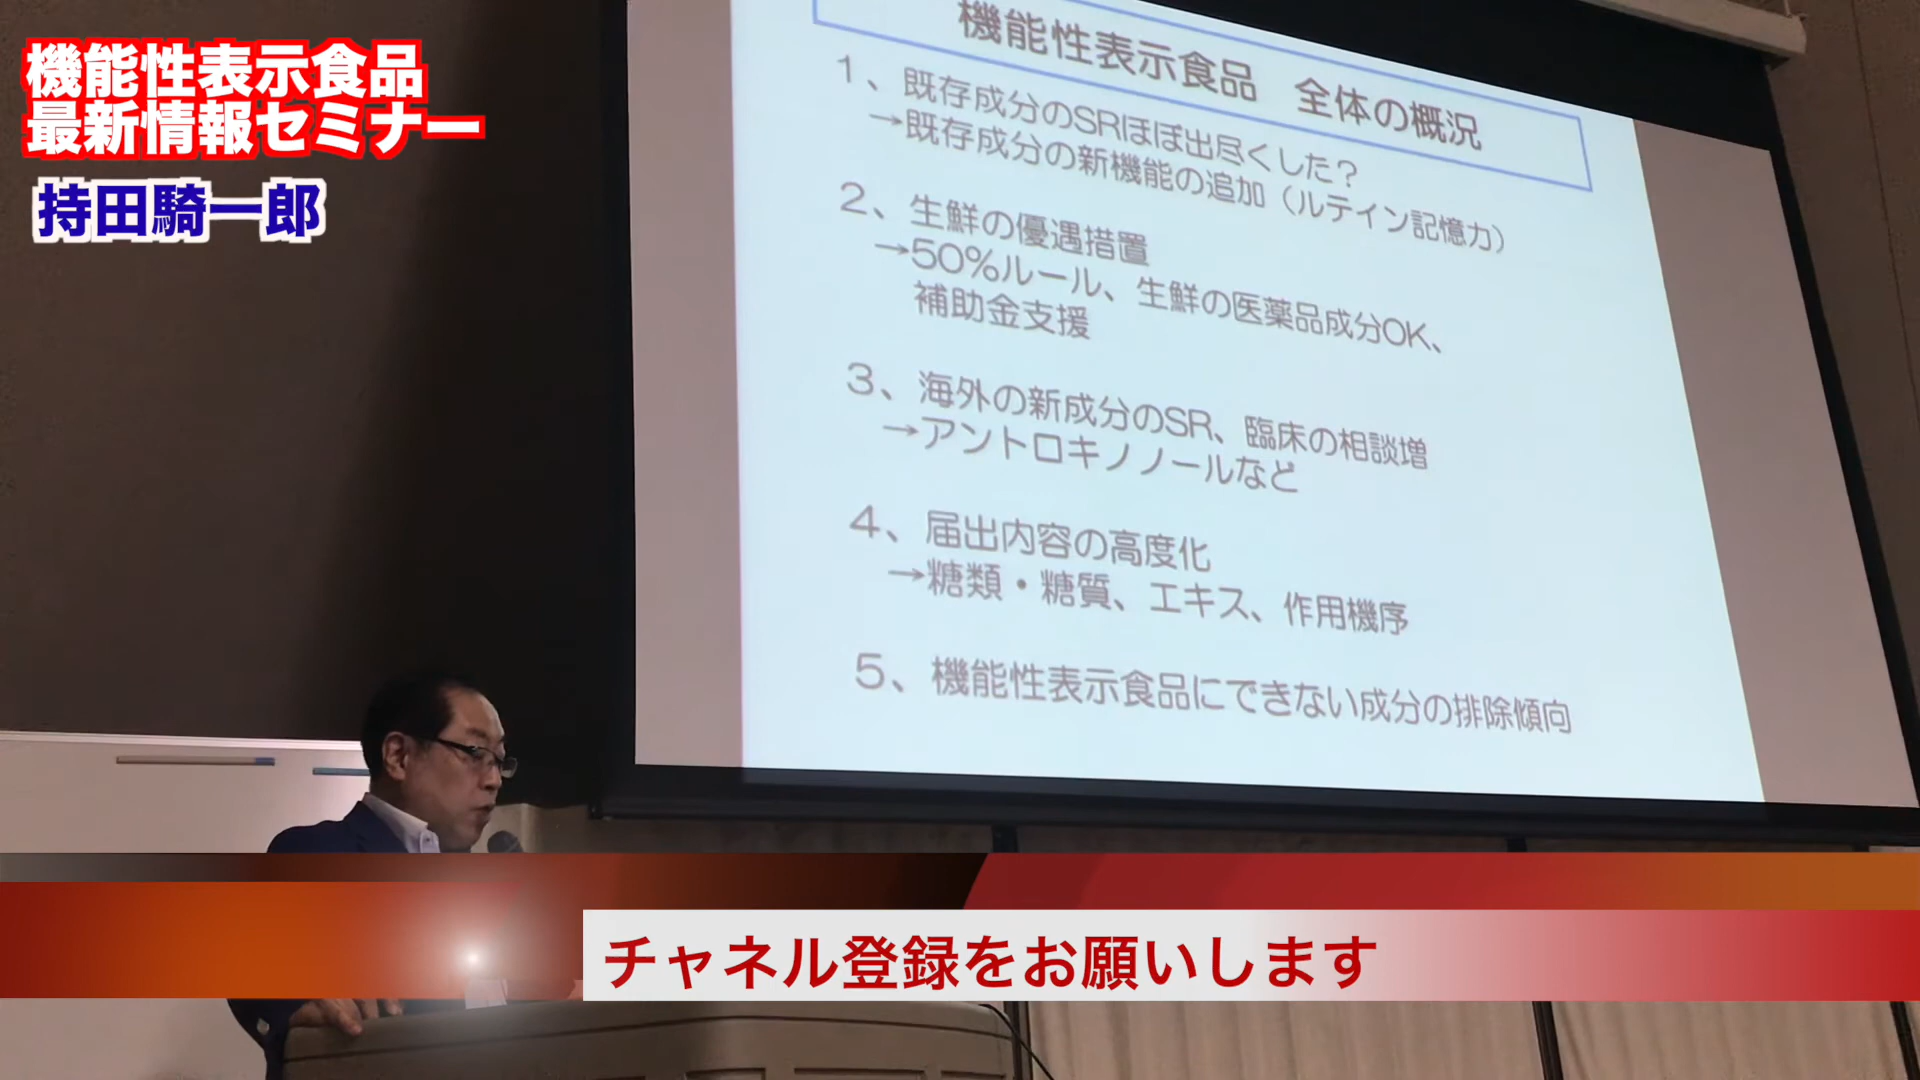 機能性表示食品
最新情報セミナー
持田騎一郎
機能性表示食品 全体の概況
1、既存成分のSRほぼ出尽くした？
→既存成分の新機能の追加（ルテイン記憶力）
2、生鮮の優遇措置
→50%ルール、生鮮の医薬品成分OK、
補助金支援
3、海外の新成分のSR、臨床の相談増
→アントロキノノールなど
4、届出内容の高度化
→糖類・糖質、エキス、作用機序
5、機能性表示食品にできない成分の排除傾向
チャネル登録をお願いします